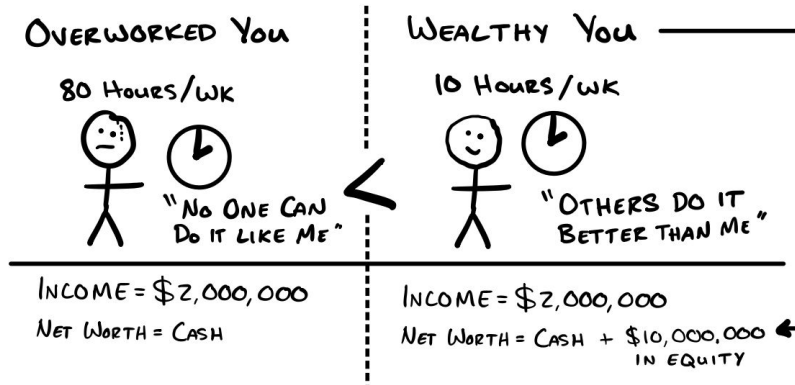 OVERWORKED YOU
80 HOURS/WK
"NO ONE CAN
DO IT LIKE ME"
INCOME = $2,000,000
NET WORTH = CASH
<
WEALTHY YOU
10 HOURS/WK
"OTHERS DO IT
BETTER THAN ME"
INCOME = $2,000,000
NET WORTH = CASH + $10,000,000
IN EQUITY